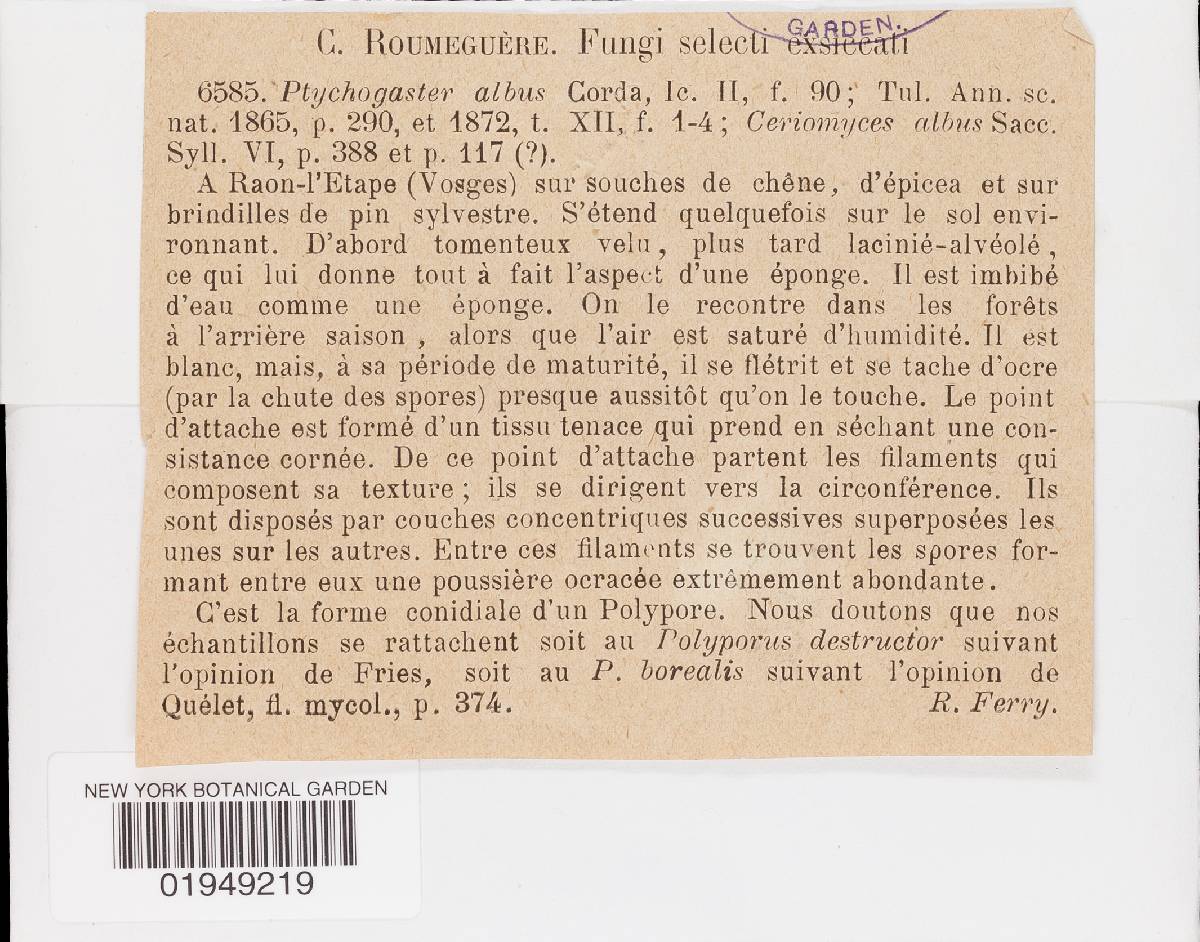 GARDEN.
C. ROUMEGUÈRE. Fungi selecti exsiccati
6585. Ptychogaster albus Corda, Ic. II, f. 90; Tul. Ann. sc.
nat. 1865, p. 290, et 1872, t. XII, f. 1-4; Ceriomyces albus Sacc.
Syll. VI, p. 388 et p. 117 (?).
A Raon-l'Etape (Vosges) sur souches de chêne, d'épicea et sur
brindilles de pin sylvestre. S'étend quelquefois sur le sol envi-
ronnant. D'abord tomenteux velu, plus tard lacinié-alvéolé,
ce qui lui donne tout à fait l'aspect d'une éponge. Il est imbibé
d'eau comme une éponge. On le recontre dans les forêts
à l'arrière saison, alors que l'air est saturé d'humidité. Il est
blanc, mais, à sa période de maturité, il se flétrit et se tache d'ocre
(par la chute des spores) presque aussitôt qu'on le touche. Le point
d'attache est formé d'un tissu tenace qui prend en séchant une con-
sistance cornée. De ce point d'attache partent les filaments qui
composent sa texture; ils se dirigent vers la circonférence. Ils
sont disposés par couches concentriques successives superposées les
unes sur les autres. Entre ces filaments se trouvent les spores for-
mant entre eux une poussière ocracée extrêmement abondante.
C'est la forme conidiale d'un Polypore. Nous doutons que nos
échantillons se rattachent soit au Polyporus destructor suivant
l'opinion de Fries, soit au P. borealis suivant l'opinion de
Quélet, fl. mycol., p. 374. R. Ferry.
NEW YORK BOTANICAL GARDEN
01949219